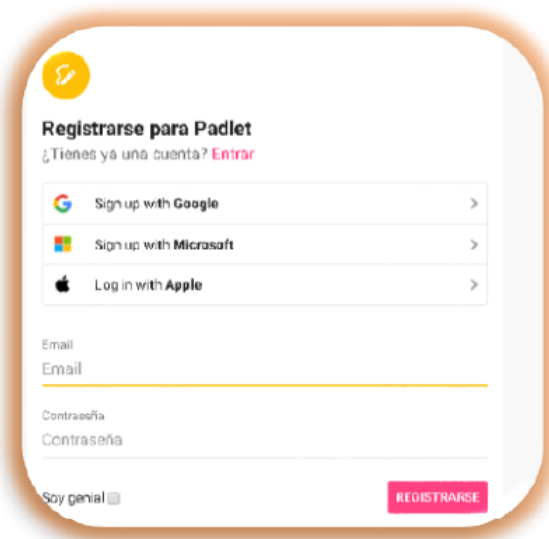 Registrarse para Padlet
¿Tienes ya una cuenta? Entrar
Sign up with Google
Sign up with Microsoft
Log in with Apple
Email
Email
Contraseña
Contraseña
Soy genial
REGISTRARSE